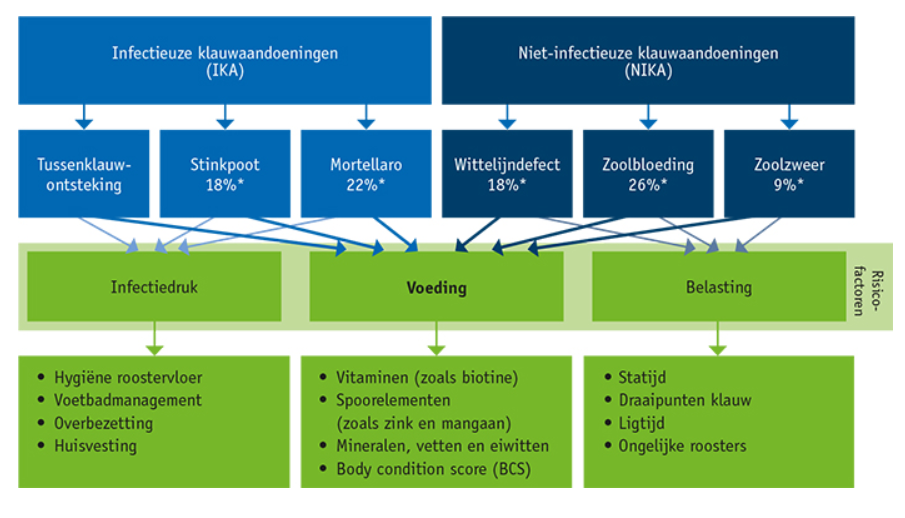 Infectieuze klauwaandoeningen
(IKA)
Niet-infectieuze klauwaandoeningen
(NIKA)
Tussenklauw-
ontsteking
Stinkpoot
18%*
Mortellaro
22%*
Wittelijndefect
18%*
Zoolbloeding
26%*
Zoolzweer
9%*
Infectiedruk
Voeding
Belasting
Risico-
factoren
• Hygiëne roostervloer
• Voetbadmanagement
• Overbezetting
• Huisvesting
• Vitaminen (zoals biotine)
• Spoorelementen
(zoals zink en mangaan)
• Mineralen, vetten en eiwitten
• Body condition score (BCS)
• Statijd
• Draaipunten klauw
• Ligtijd
• Ongelijke roosters